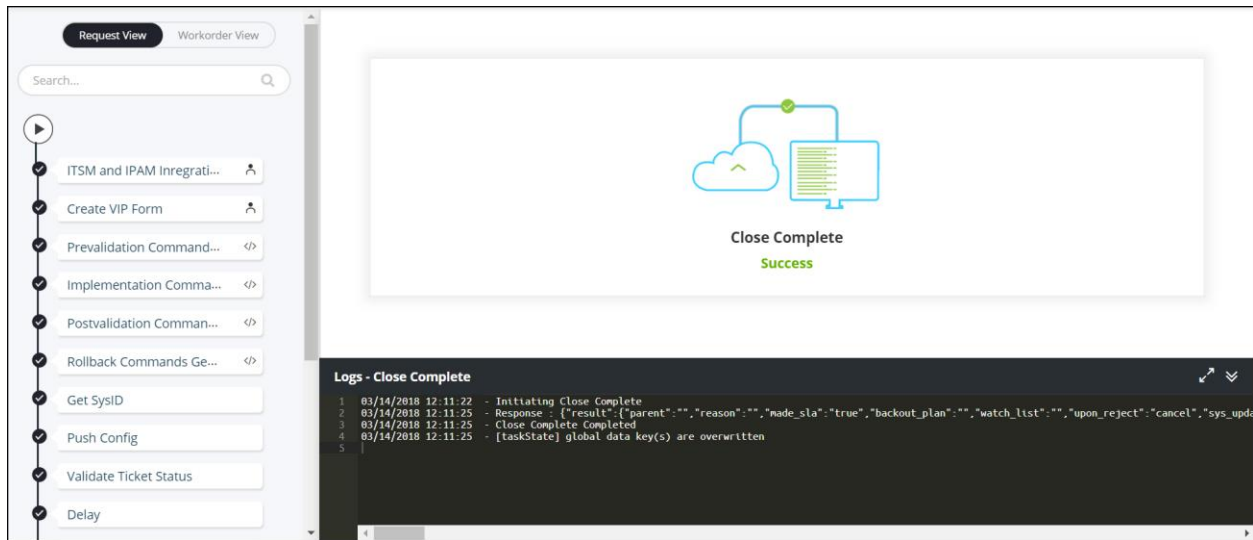 Request View
Workorder View
Search...
ITSM and IPAM Inregrati...
Create VIP Form
Prevalidation Command...
Implementation Comma...
Postvalidation Comman...
Rollback Commands Ge...
Get SysID
Push Config
Validate Ticket Status
Delay
Close Complete
Success
Logs - Close Complete
1 03/14/2018 12:11:22 - Initiating Close Complete
2 03/14/2018 12:11:25 - Response : {"result":{"parent":"","reason":"","made_sla":"true","backout_plan":"","watch_list":"","upon_reject":"cancel","sys_upda
3 03/14/2018 12:11:25 - Close Complete Completed
4 03/14/2018 12:11:25 - [taskState] global data key(s) are overwritten
5